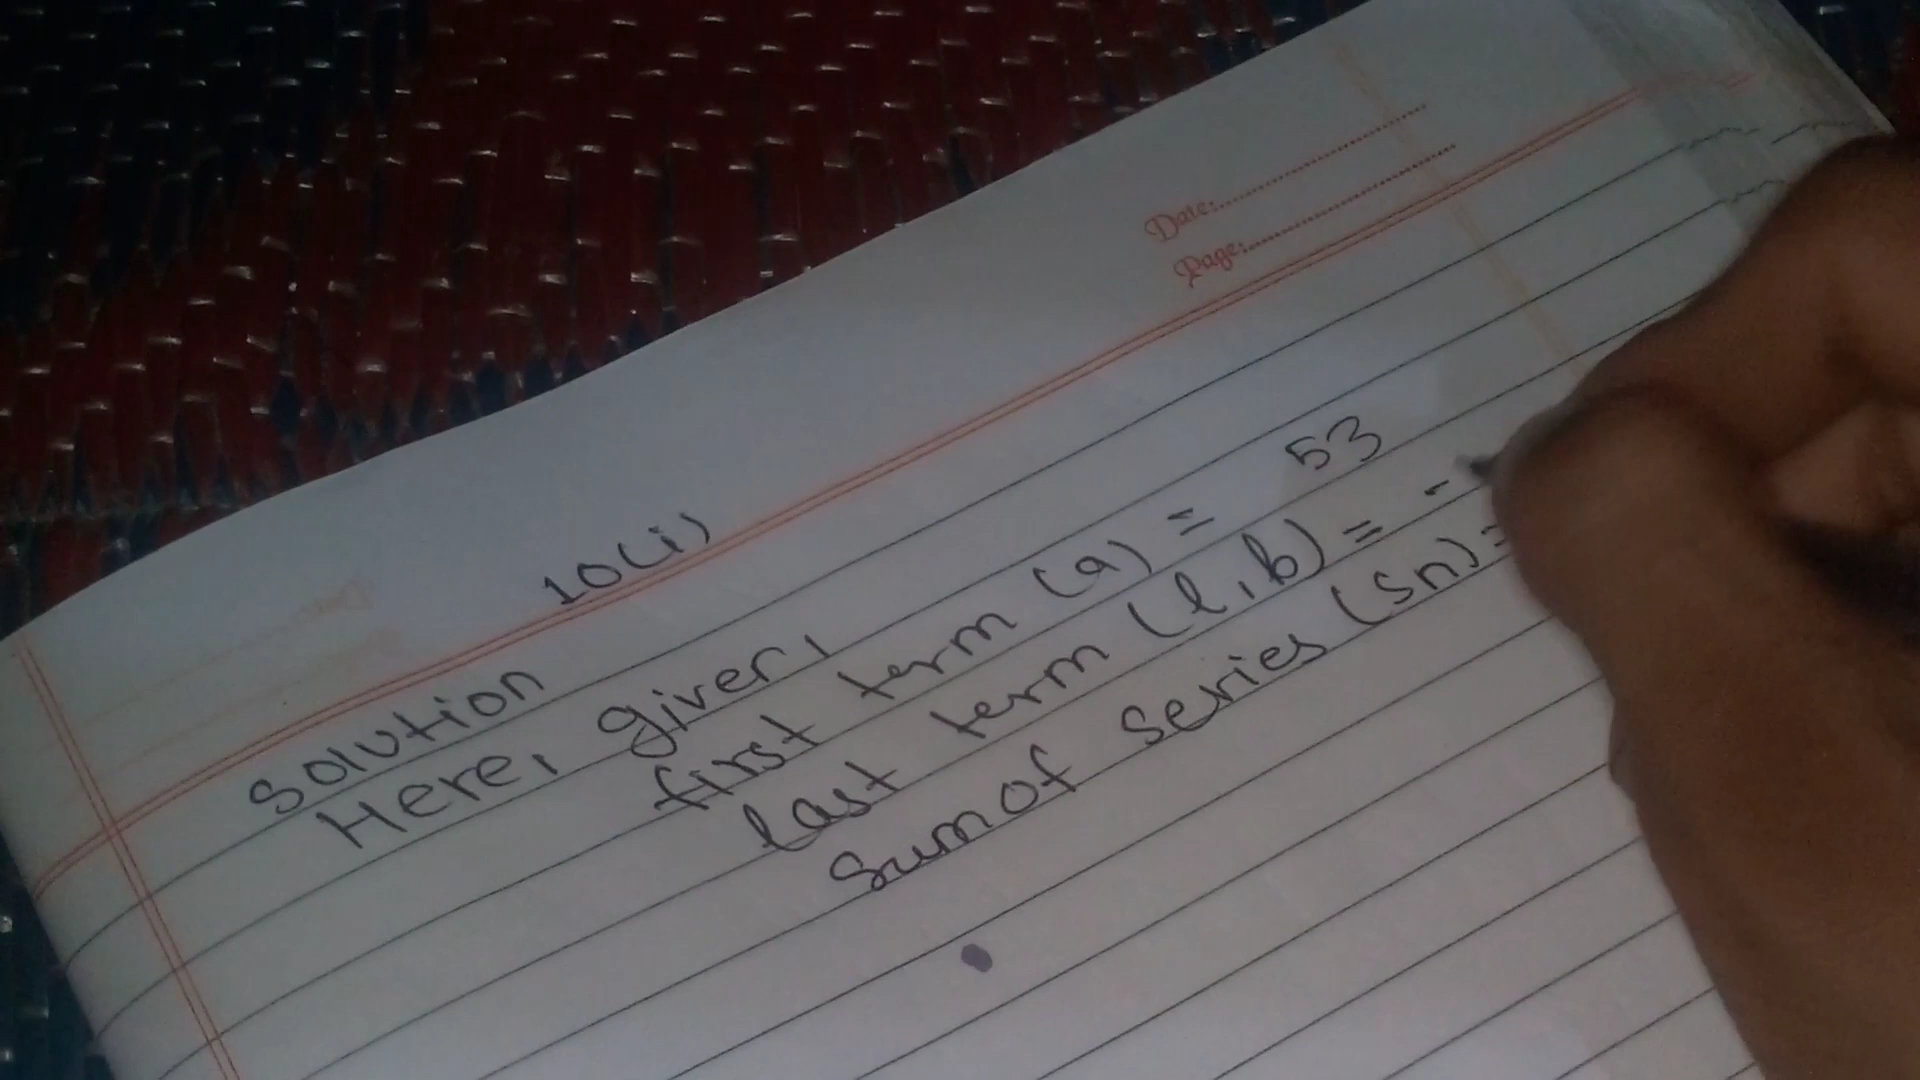 Date:
Page:
10(i)
Solution
Here, given,
first term (a) = 53
last term (l, b) = -
Sum of series (Sn) =